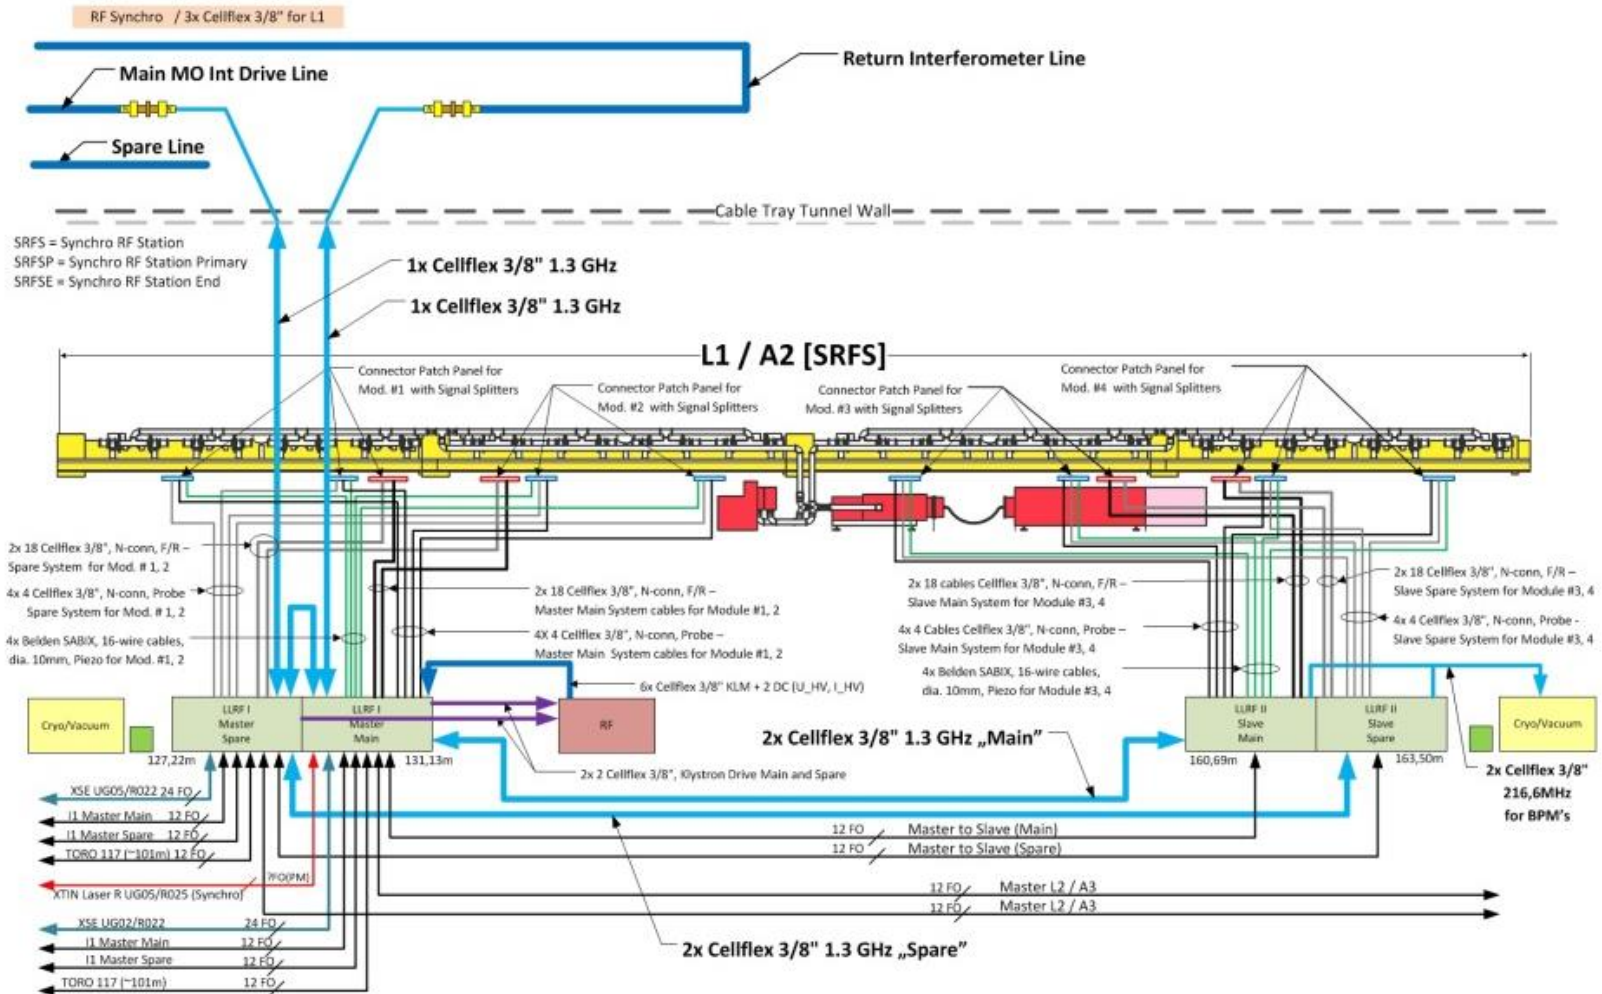 RF Synchro / 3x Cellflex 3/8" for L1
Return Interferometer Line
Main MO Int Drive Line
Spare Line
Cable Tray Tunnel Wall
SRFS = Synchro RF Station
SRFSP = Synchro RF Station Primary
SRFSE = Synchro RF Station End
1x Cellflex 3/8" 1.3 GHz
1x Cellflex 3/8" 1.3 GHz
L1 / A2 [SRFS]
Connector Patch Panel for
Mod. #1 with Signal Splitters
Connector Patch Panel for
Mod. #2 with Signal Splitters
Connector Patch Panel for
Mod. #3 with Signal Splitters
Connector Patch Panel for
Mod. #4 with Signal Splitters
2x 18 Cellflex 3/8", N-conn, F/R –
Spare System for Mod. # 1, 2
4x 4 Cellflex 3/8", N-conn, Probe
Spare System for Mod. # 1, 2
4x Belden SABIX, 16-wire cables,
dia. 10mm, Piezo for Mod. #1, 2
2x 18 Cellflex 3/8", N-conn, F/R –
Master Main System cables for Module #1, 2
4X 4 Cellflex 3/8", N-conn, Probe –
Master Main System cables for Module #1, 2
6x Cellflex 3/8" KLM + 2 DC (U_HV, I_HV)
2x 18 cables Cellflex 3/8", N-conn, F/R –
Slave Main System for Module #3, 4
4x 4 Cables Cellflex 3/8", N-conn, Probe –
Slave Main System for Module #3, 4
4x Belden SABIX, 16-wire cables,
dia. 10mm, Piezo for Module #3, 4
2x 18 Cellflex 3/8", N-conn, F/R –
Slave Spare System for Module #3, 4
4x 4 Cellflex 3/8", N-conn, Probe -
Slave Spare System for Module #3, 4
Cryo/Vacuum
LLRF I
Master
Spare
LLRF I
Master
Main
RF
LLRF II
Slave
Main
LLRF II
Slave
Spare
Cryo/Vacuum
127,22m
131,13m
160,69m
163,50m
2x Cellflex 3/8" 1.3 GHz „Main"
2x 2 Cellflex 3/8", Klystron Drive Main and Spare
2x Cellflex 3/8"
216,6MHz
for BPM's
XSE UG05/R022 24 FO
I1 Master Main 12 FO
I1 Master Spare 12 FO
TORO 117 (~101m) 12 FO
?FO(PM)
XTIN Laser R UG05/R025 (Synchro)
XSE UG02/R022 24 FO
I1 Master Main 12 FO
I1 Master Spare 12 FO
TORO 117 (~101m) 12 FO
12 FO Master to Slave (Main)
12 FO Master to Slave (Spare)
12 FO Master L2 / A3
12 FO Master L2 / A3
2x Cellflex 3/8" 1.3 GHz „Spare"